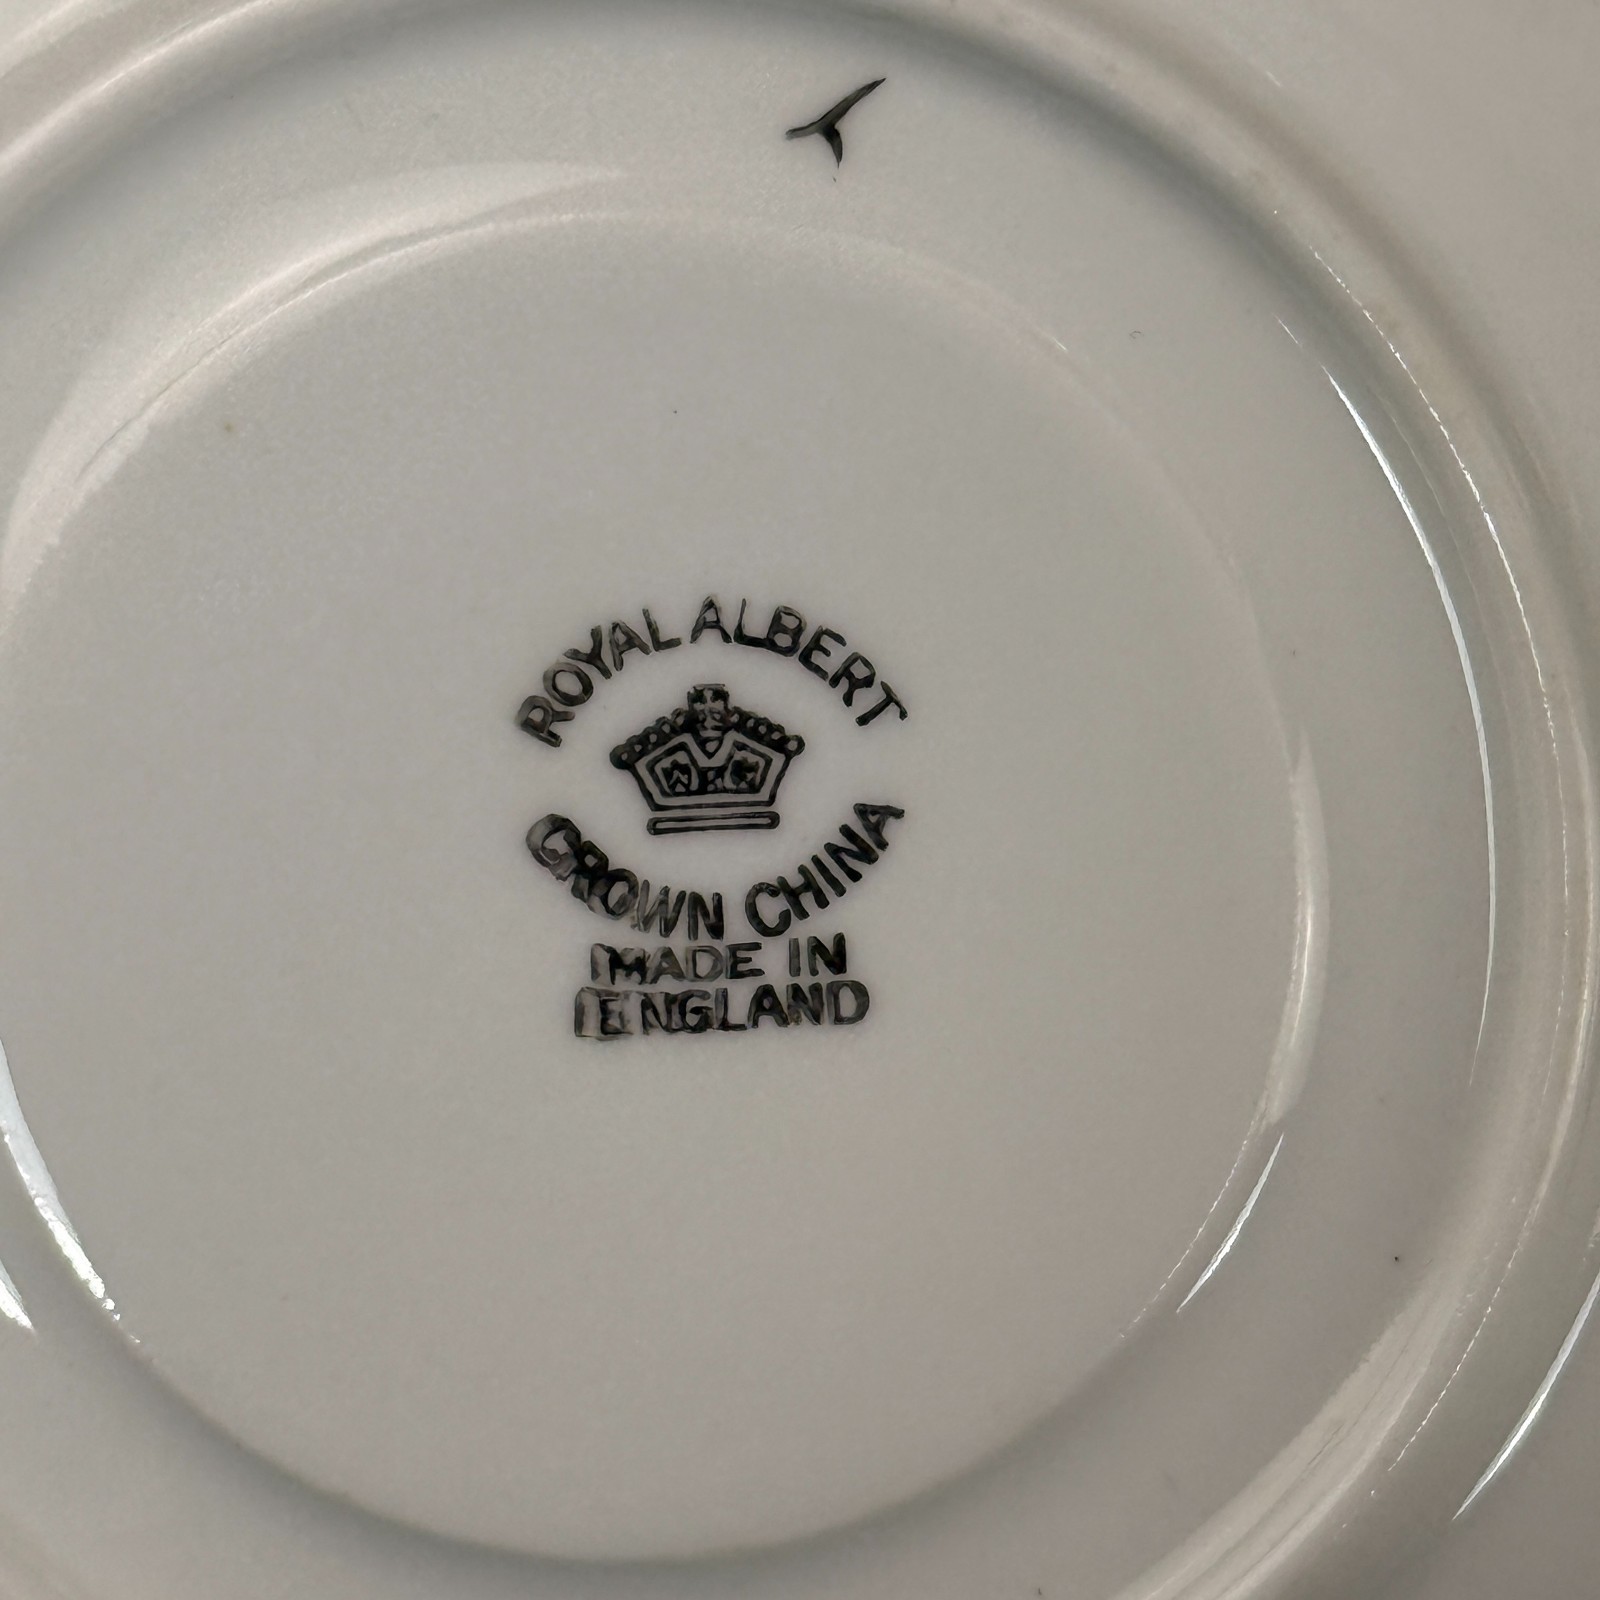 ROYAL ALBERT
CROWN CHINA
MADE IN
ENGLAND